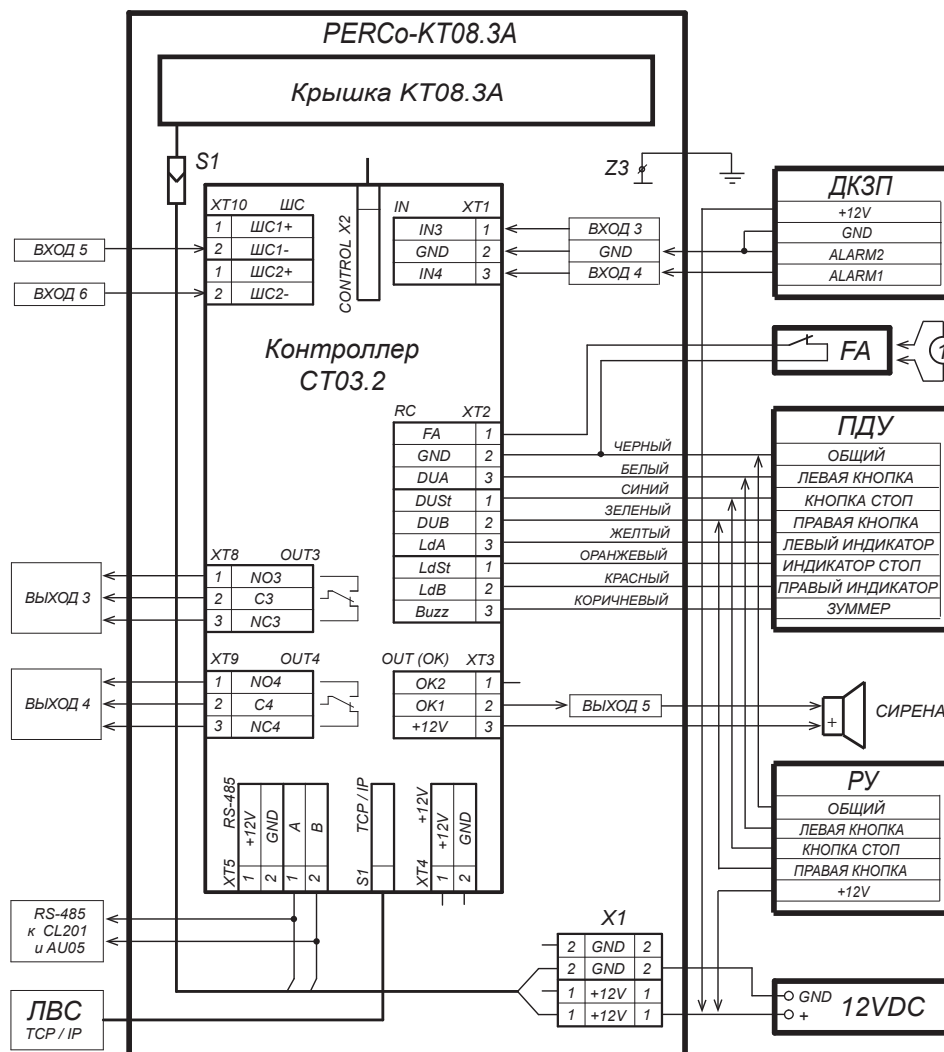 PERCo-KT08.3A
Крышка KT08.3A
S1
Z3
ДКЗП
+12V
GND
ALARM2
ALARM1
XT10 ШС
1 ШС1+
2 ШС1-
1 ШС2+
2 ШС2-
ВХОД 5
ВХОД 6
CONTROL X2
IN XT1
IN3 1
GND 2
IN4 3
ВХОД 3
GND
ВХОД 4
Контроллер
CT03.2
FA
1
RC XT2
FA 1
GND 2
DUA 3
DUSt 1
DUB 2
LdA 3
LdSt 1
LdB 2
Buzz 3
ЧЕРНЫЙ
БЕЛЫЙ
СИНИЙ
ЗЕЛЕНЫЙ
ЖЕЛТЫЙ
ОРАНЖЕВЫЙ
КРАСНЫЙ
КОРИЧНЕВЫЙ
ПДУ
ОБЩИЙ
ЛЕВАЯ КНОПКА
КНОПКА СТОП
ПРАВАЯ КНОПКА
ЛЕВЫЙ ИНДИКАТОР
ИНДИКАТОР СТОП
ПРАВЫЙ ИНДИКАТОР
ЗУММЕР
XT8 OUT3
1 NO3
2 C3
3 NC3
ВЫХОД 3
XT9 OUT4
1 NO4
2 C4
3 NC4
ВЫХОД 4
OUT (OK) XT3
OK2 1
OK1 2
+12V 3
ВЫХОД 5
+
СИРЕНА
РУ
ОБЩИЙ
ЛЕВАЯ КНОПКА
КНОПКА СТОП
ПРАВАЯ КНОПКА
+12V
XT5 RS-485
1 +12V
2 GND
1 A
2 B
S1 TCP / IP
XT4 +12V
1 +12V
2 GND
RS-485
к CL201
и AU05
ЛВС
TCP / IP
X1
2 GND 2
2 GND 2
1 +12V 1
1 +12V 1
GND
+
12VDC